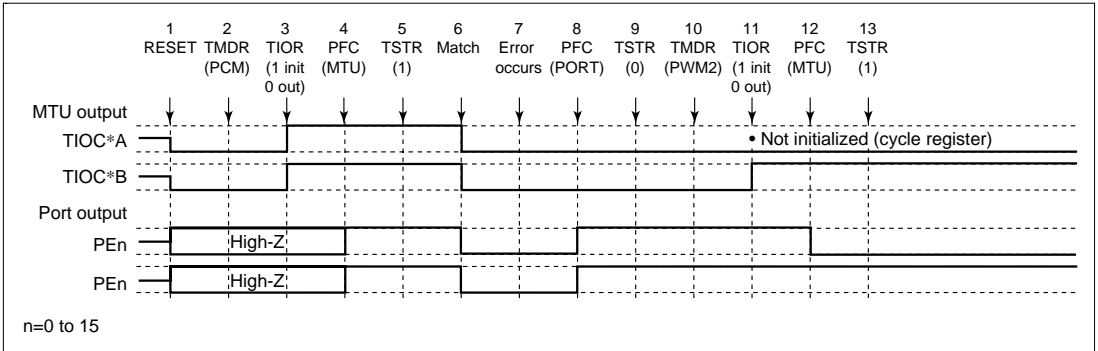 1 2 3 4 5 6 7 8 9 10 11 12 13
RESET TMDR TIOR PFC TSTR Match Error PFC TSTR TMDR TIOR PFC TSTR
(PCM) (1 init (MTU) (1) occurs (PORT) (0) (PWM2) (1 init (MTU) (1)
0 out) 0 out)
MTU output
TIOC*A • Not initialized (cycle register)
TIOC*B
Port output
PEn High-Z
PEn High-Z
n=0 to 15